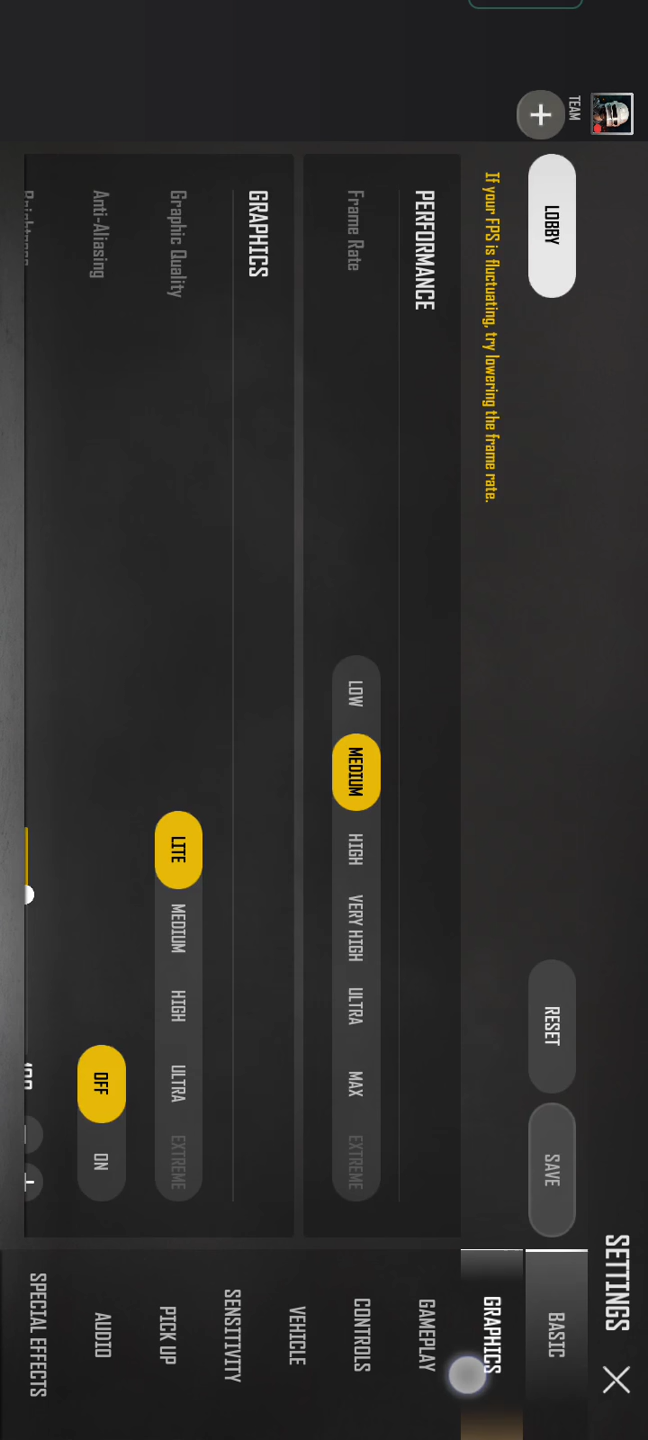 TEAM
SETTINGS
LOBBY
RESET
SAVE
BASIC
If your FPS is fluctuating, try lowering the frame rate.
GRAPHICS
PERFORMANCE
GAMEPLAY
Frame Rate
LOW
MEDIUM
HIGH
VERY HIGH
ULTRA
MAX
EXTREME
CONTROLS
VEHICLE
GRAPHICS
SENSITIVITY
Graphic Quality
LITE
MEDIUM
HIGH
ULTRA
EXTREME
PICK UP
Anti-Aliasing
OFF
ON
AUDIO
SPECIAL EFFECTS